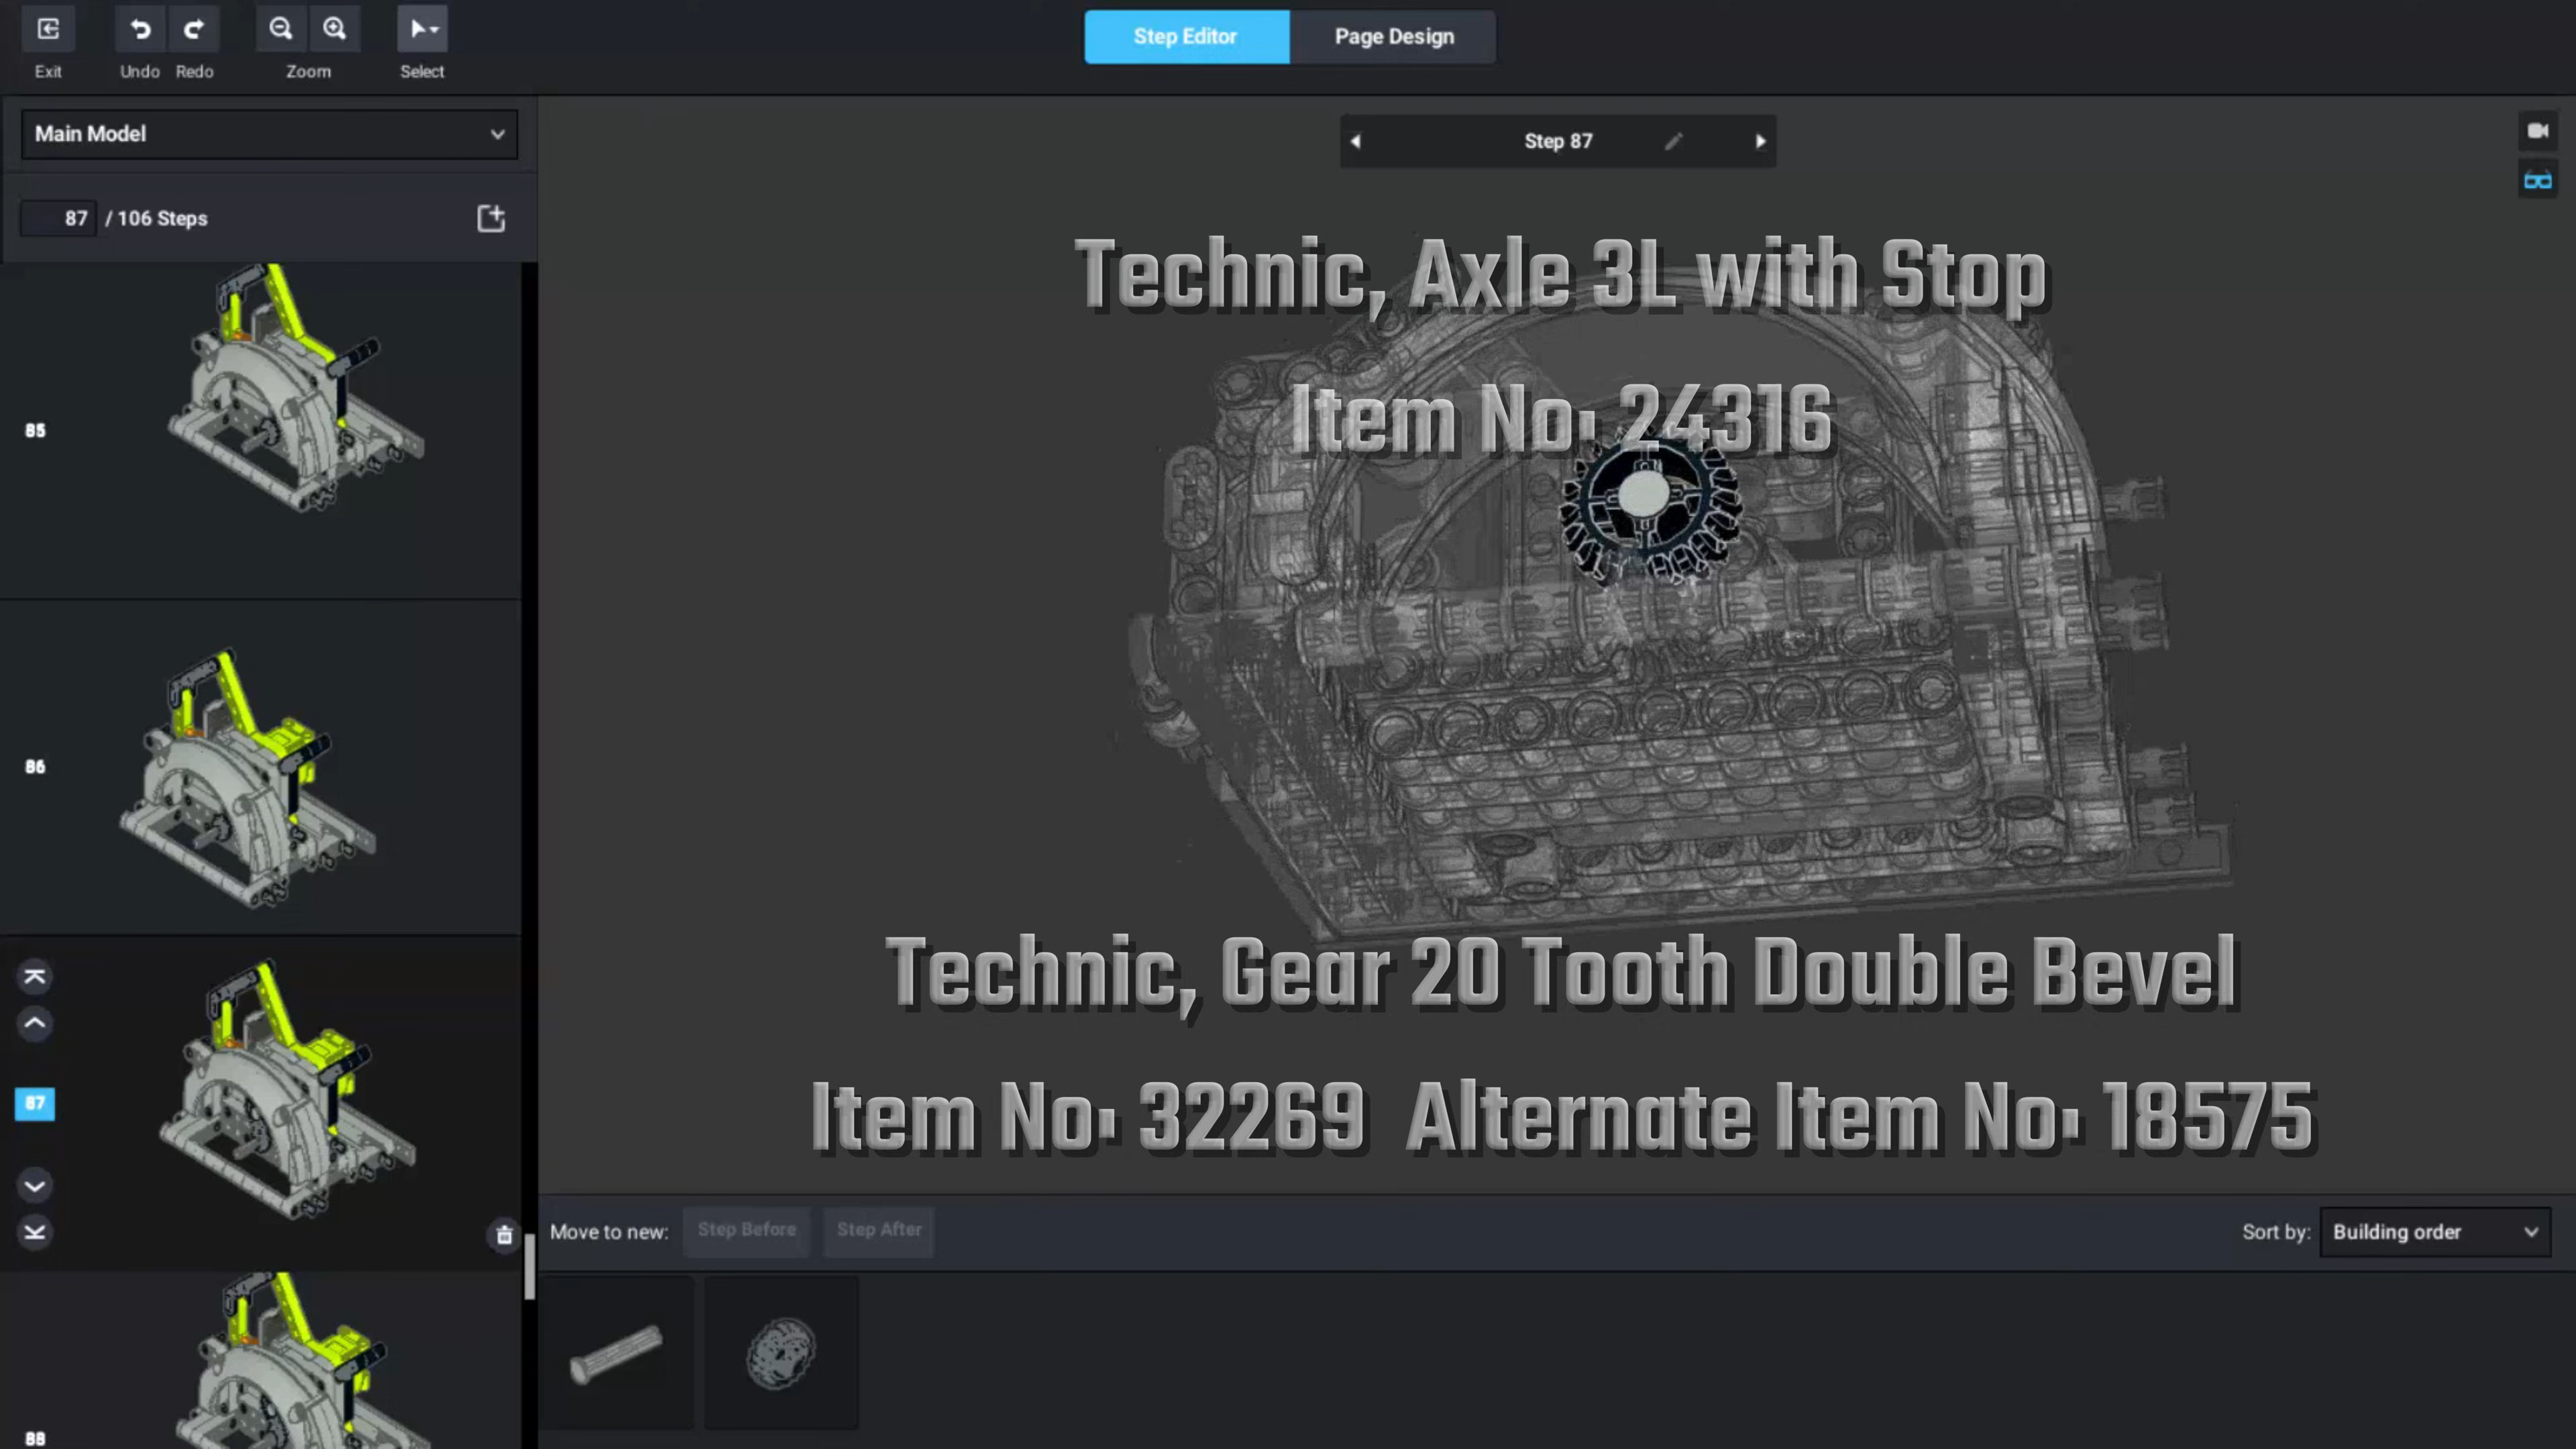 Exit
Undo
Redo
Zoom
Select
Step Editor
Page Design
Main Model
87 / 106 Steps
Step 87
85
86
87
88
Technic, Axle 3L with Stop
Item No: 24316
Technic, Gear 20 Tooth Double Bevel
Item No: 32269 Alternate Item No: 18575
Move to new:
Step Before
Step After
Sort by:
Building order